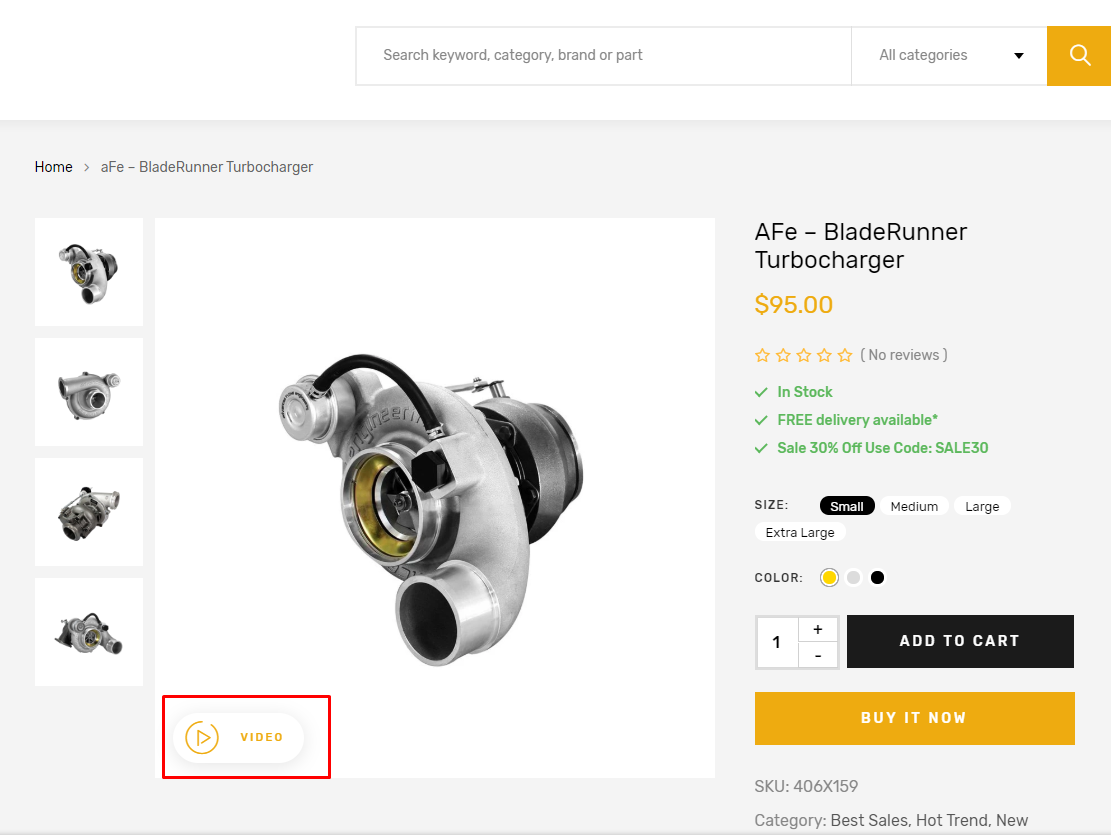 Search keyword, category, brand or part
All categories
Home > aFe – BladeRunner Turbocharger
AFe – BladeRunner
Turbocharger
$95.00
( No reviews )
In Stock
FREE delivery available*
Sale 30% Off Use Code: SALE30
SIZE: Small Medium Large
Extra Large
COLOR:
1 + -
ADD TO CART
BUY IT NOW
VIDEO
SKU: 406X159
Category: Best Sales, Hot Trend, New